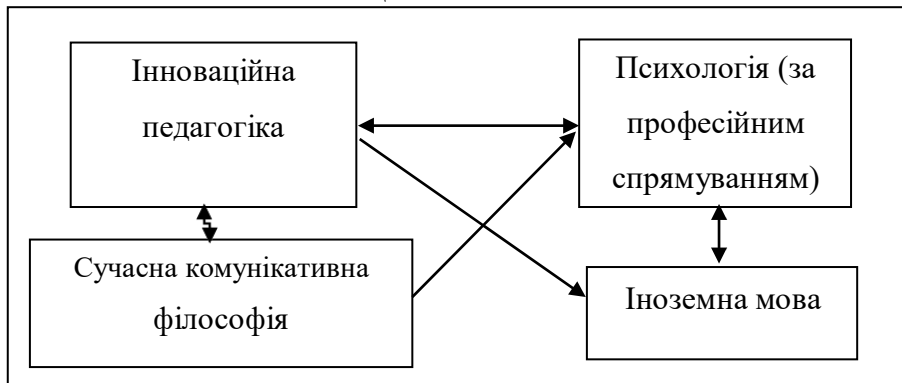 Інноваційна
педагогіка
Психологія (за
професійним
спрямуванням)
Сучасна комунікативна
філософія
Іноземна мова